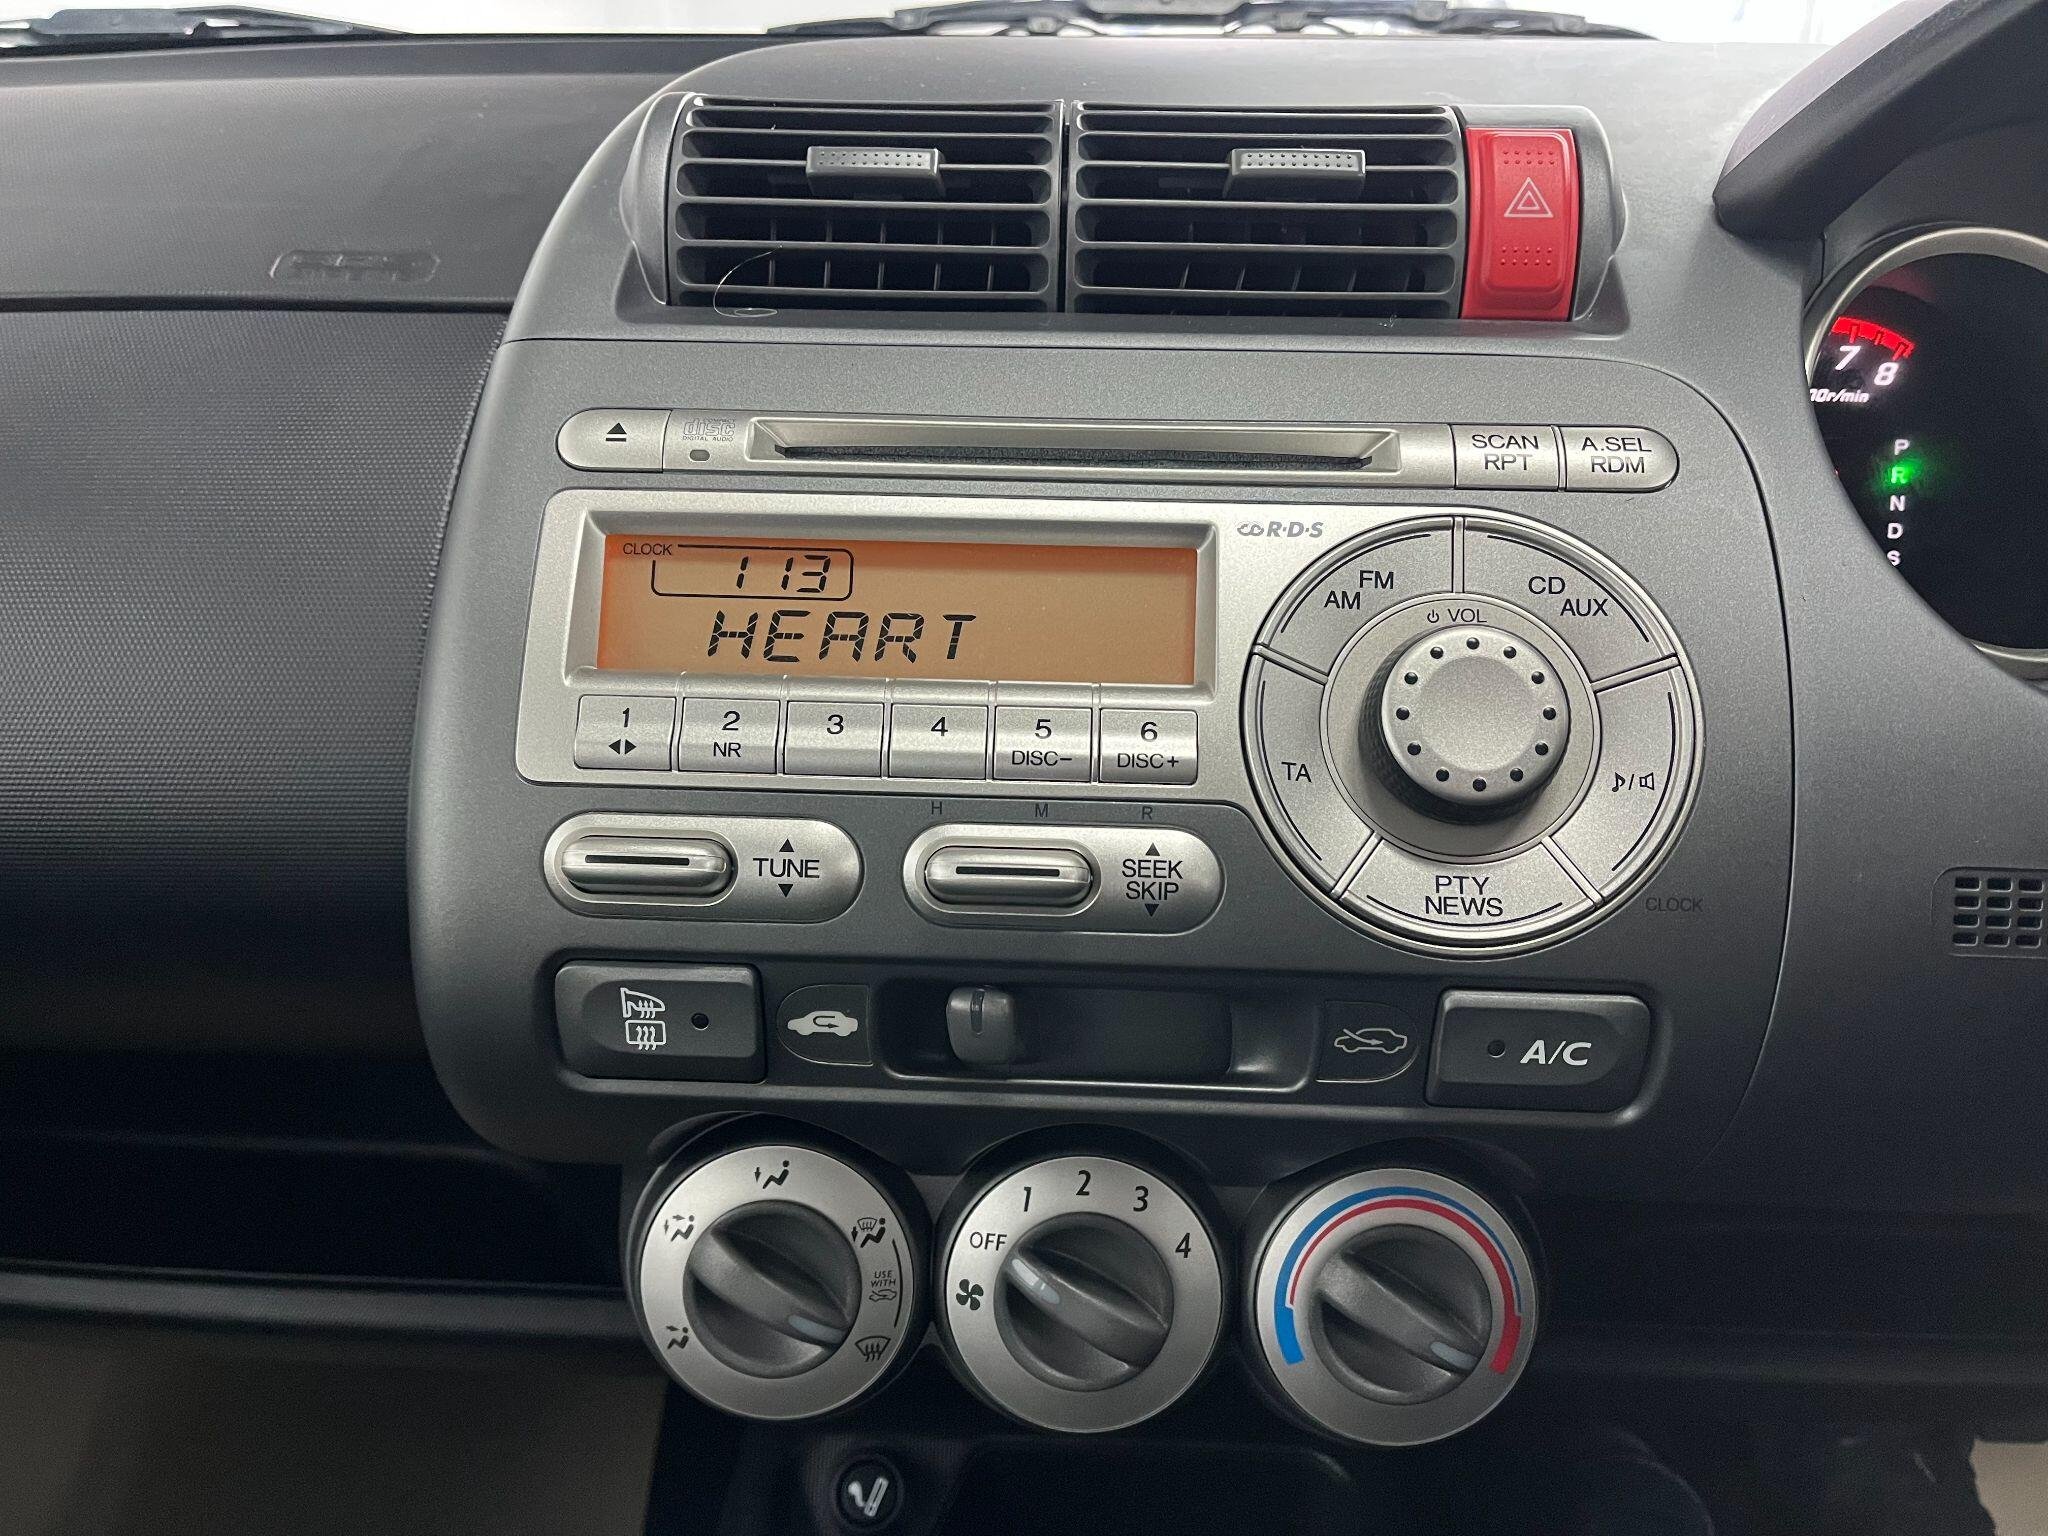 7
8
00r/min
P
R
N
D
S
disc
DIGITAL AUDIO
SCAN
RPT
A.SEL
RDM
CLOCK
1 13
HEART
R·D·S
AM FM
CD AUX
VOL
TA
PTY
NEWS
CLOCK
1
2
NR
3
4
5
DISC-
6
DISC+
H M R
TUNE
SEEK
SKIP
A/C
USE
WITH
OFF 1 2 3 4